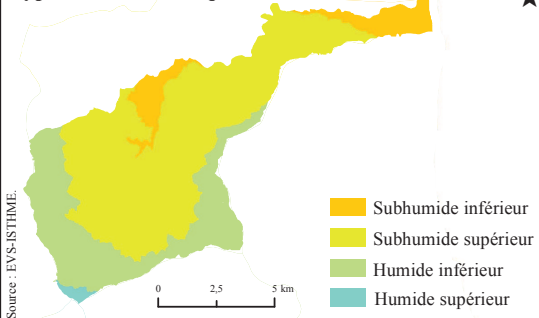 Subhumide inférieur
Subhumide supérieur
Humide inférieur
Humide supérieur
0 2,5 5 km
Source : EVS-ISTHME.